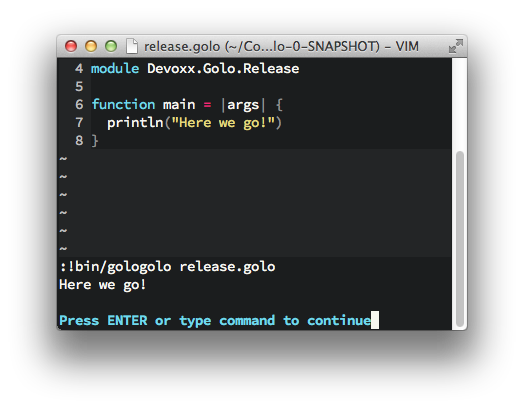 release.golo (~/Co...lo-0-SNAPSHOT) – VIM
4 module Devoxx.Golo.Release
5
6 function main = |args| {
7   println("Here we go!")
8 }
~
~
~
~
~
~
:!bin/gologolo release.golo
Here we go!
Press ENTER or type command to continue